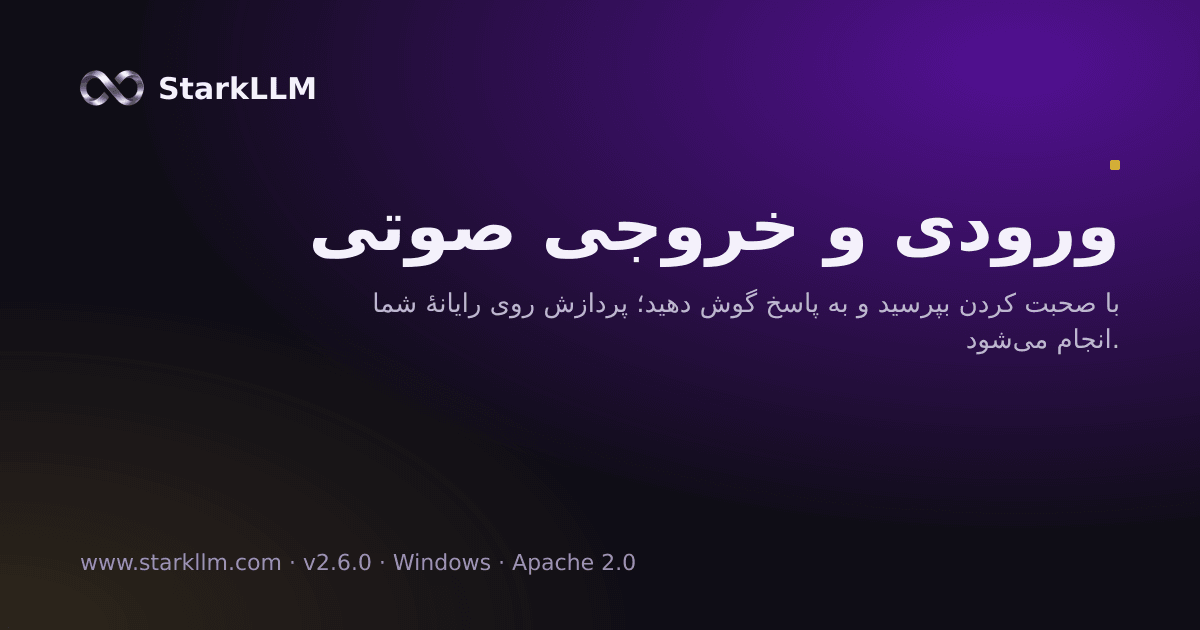 StarkLLM
ورودی و خروجی صوتی
با صحبت کردن بپرسید و به پاسخ گوش دهید؛ پردازش روی رایانهٔ شما
انجام می‌شود.
www.starkllm.com · v2.6.0 · Windows · Apache 2.0